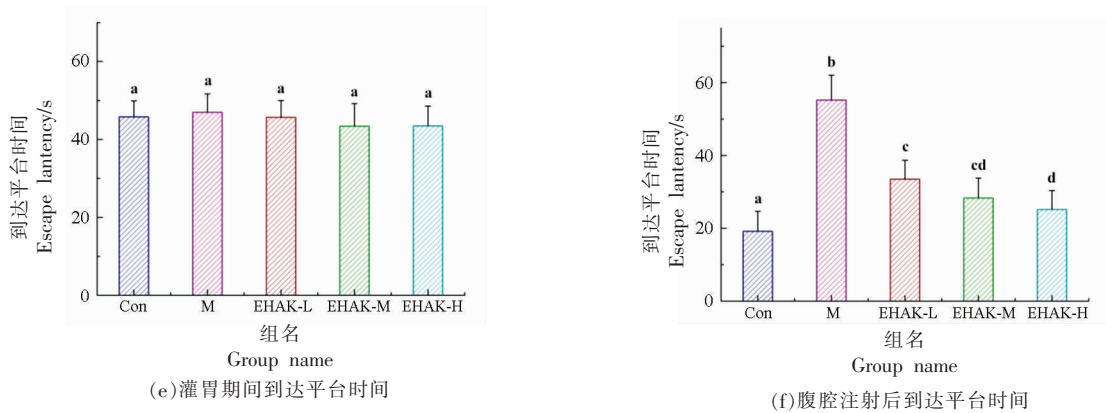 到达平台时间
Escape lantency/s
60
40
20
0
a
a
a
a
a
Con
M
EHAK-L
EHAK-M
EHAK-H
组名
Group name
(e)灌胃期间到达平台时间
到达平台时间
Escape lantency/s
60
40
20
0
a
b
c
cd
d
Con
M
EHAK-L
EHAK-M
EHAK-H
组名
Group name
(f)腹腔注射后到达平台时间